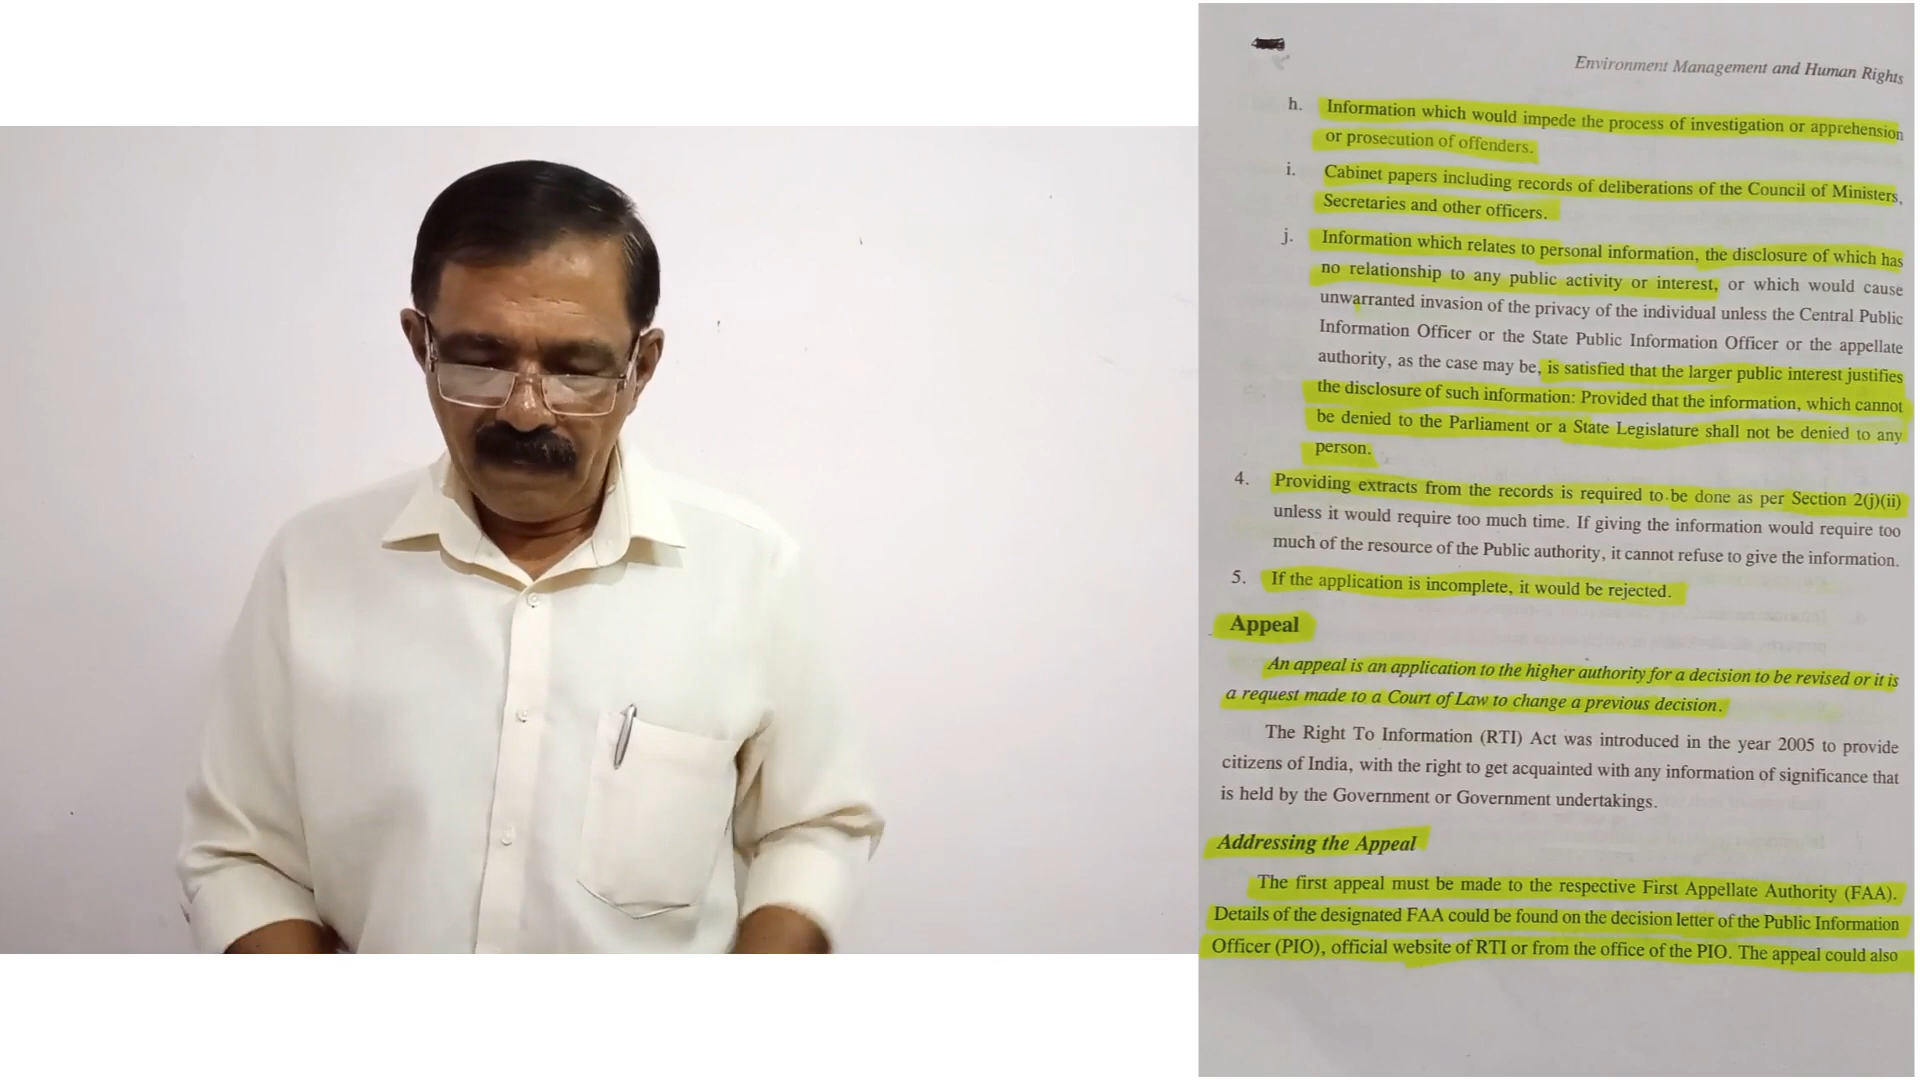 Environment Management and Human Rights
h. Information which would impede the process of investigation or apprehension
or prosecution of offenders.
i. Cabinet papers including records of deliberations of the Council of Ministers,
Secretaries and other officers.
j. Information which relates to personal information, the disclosure of which has
no relationship to any public activity or interest, or which would cause
unwarranted invasion of the privacy of the individual unless the Central Public
Information Officer or the State Public Information Officer or the appellate
authority, as the case may be, is satisfied that the larger public interest justifies
the disclosure of such information: Provided that the information, which cannot
be denied to the Parliament or a State Legislature shall not be denied to any
person.
4. Providing extracts from the records is required to be done as per Section 2(j)(ii)
unless it would require too much time. If giving the information would require too
much of the resource of the Public authority, it cannot refuse to give the information.
5. If the application is incomplete, it would be rejected.
Appeal
An appeal is an application to the higher authority for a decision to be revised or it is
a request made to a Court of Law to change a previous decision.
The Right To Information (RTI) Act was introduced in the year 2005 to provide
citizens of India, with the right to get acquainted with any information of significance that
is held by the Government or Government undertakings.
Addressing the Appeal
The first appeal must be made to the respective First Appellate Authority (FAA).
Details of the designated FAA could be found on the decision letter of the Public Information
Officer (PIO), official website of RTI or from the office of the PIO. The appeal could also